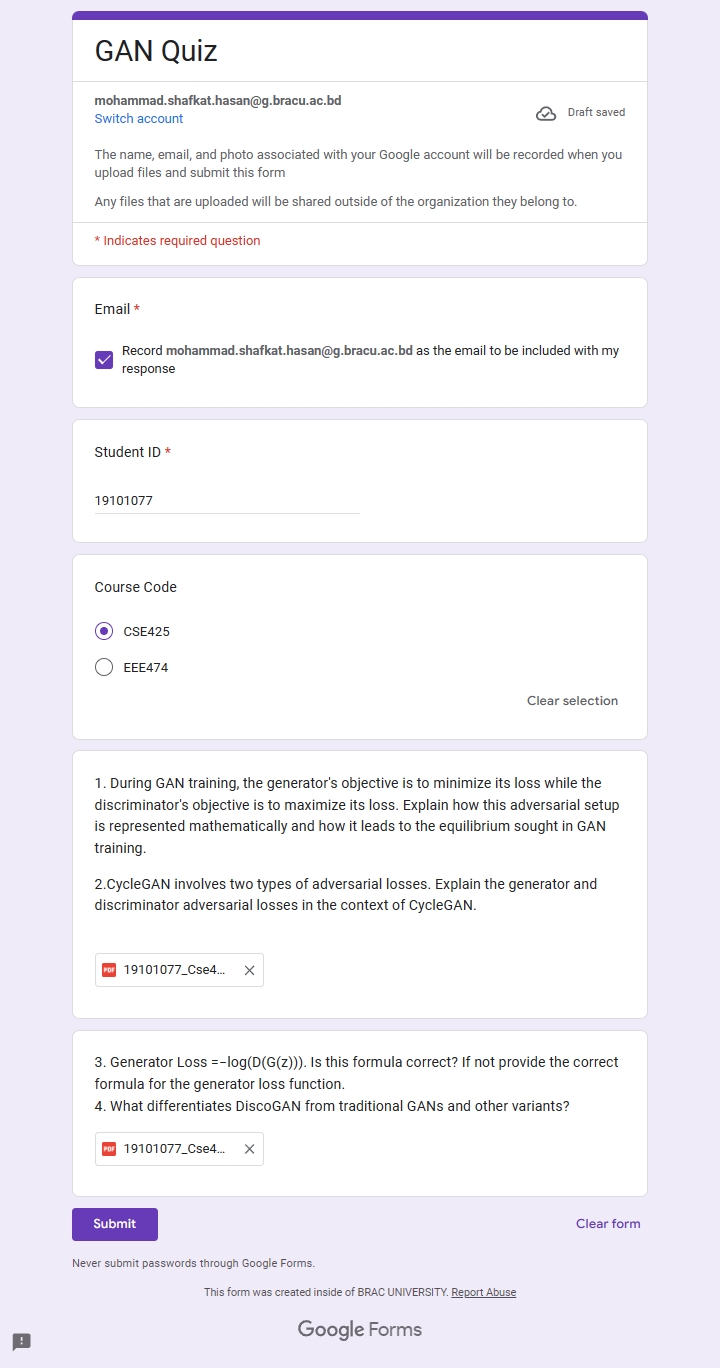 GAN Quiz
mohammad.shafkat.hasan@g.bracu.ac.bd
Switch account
Draft saved
The name, email, and photo associated with your Google account will be recorded when you
upload files and submit this form
Any files that are uploaded will be shared outside of the organization they belong to.
* Indicates required question
Email *
Record mohammad.shafkat.hasan@g.bracu.ac.bd as the email to be included with my
response
Student ID *
19101077
Course Code
CSE425
EEE474
Clear selection
1. During GAN training, the generator's objective is to minimize its loss while the
discriminator's objective is to maximize its loss. Explain how this adversarial setup
is represented mathematically and how it leads to the equilibrium sought in GAN
training.
2.CycleGAN involves two types of adversarial losses. Explain the generator and
discriminator adversarial losses in the context of CycleGAN.
PDF 19101077_Cse4...
3. Generator Loss =−log(D(G(z))). Is this formula correct? If not provide the correct
formula for the generator loss function.
4. What differentiates DiscoGAN from traditional GANs and other variants?
PDF 19101077_Cse4...
Submit
Clear form
Never submit passwords through Google Forms.
This form was created inside of BRAC UNIVERSITY. Report Abuse
Google Forms